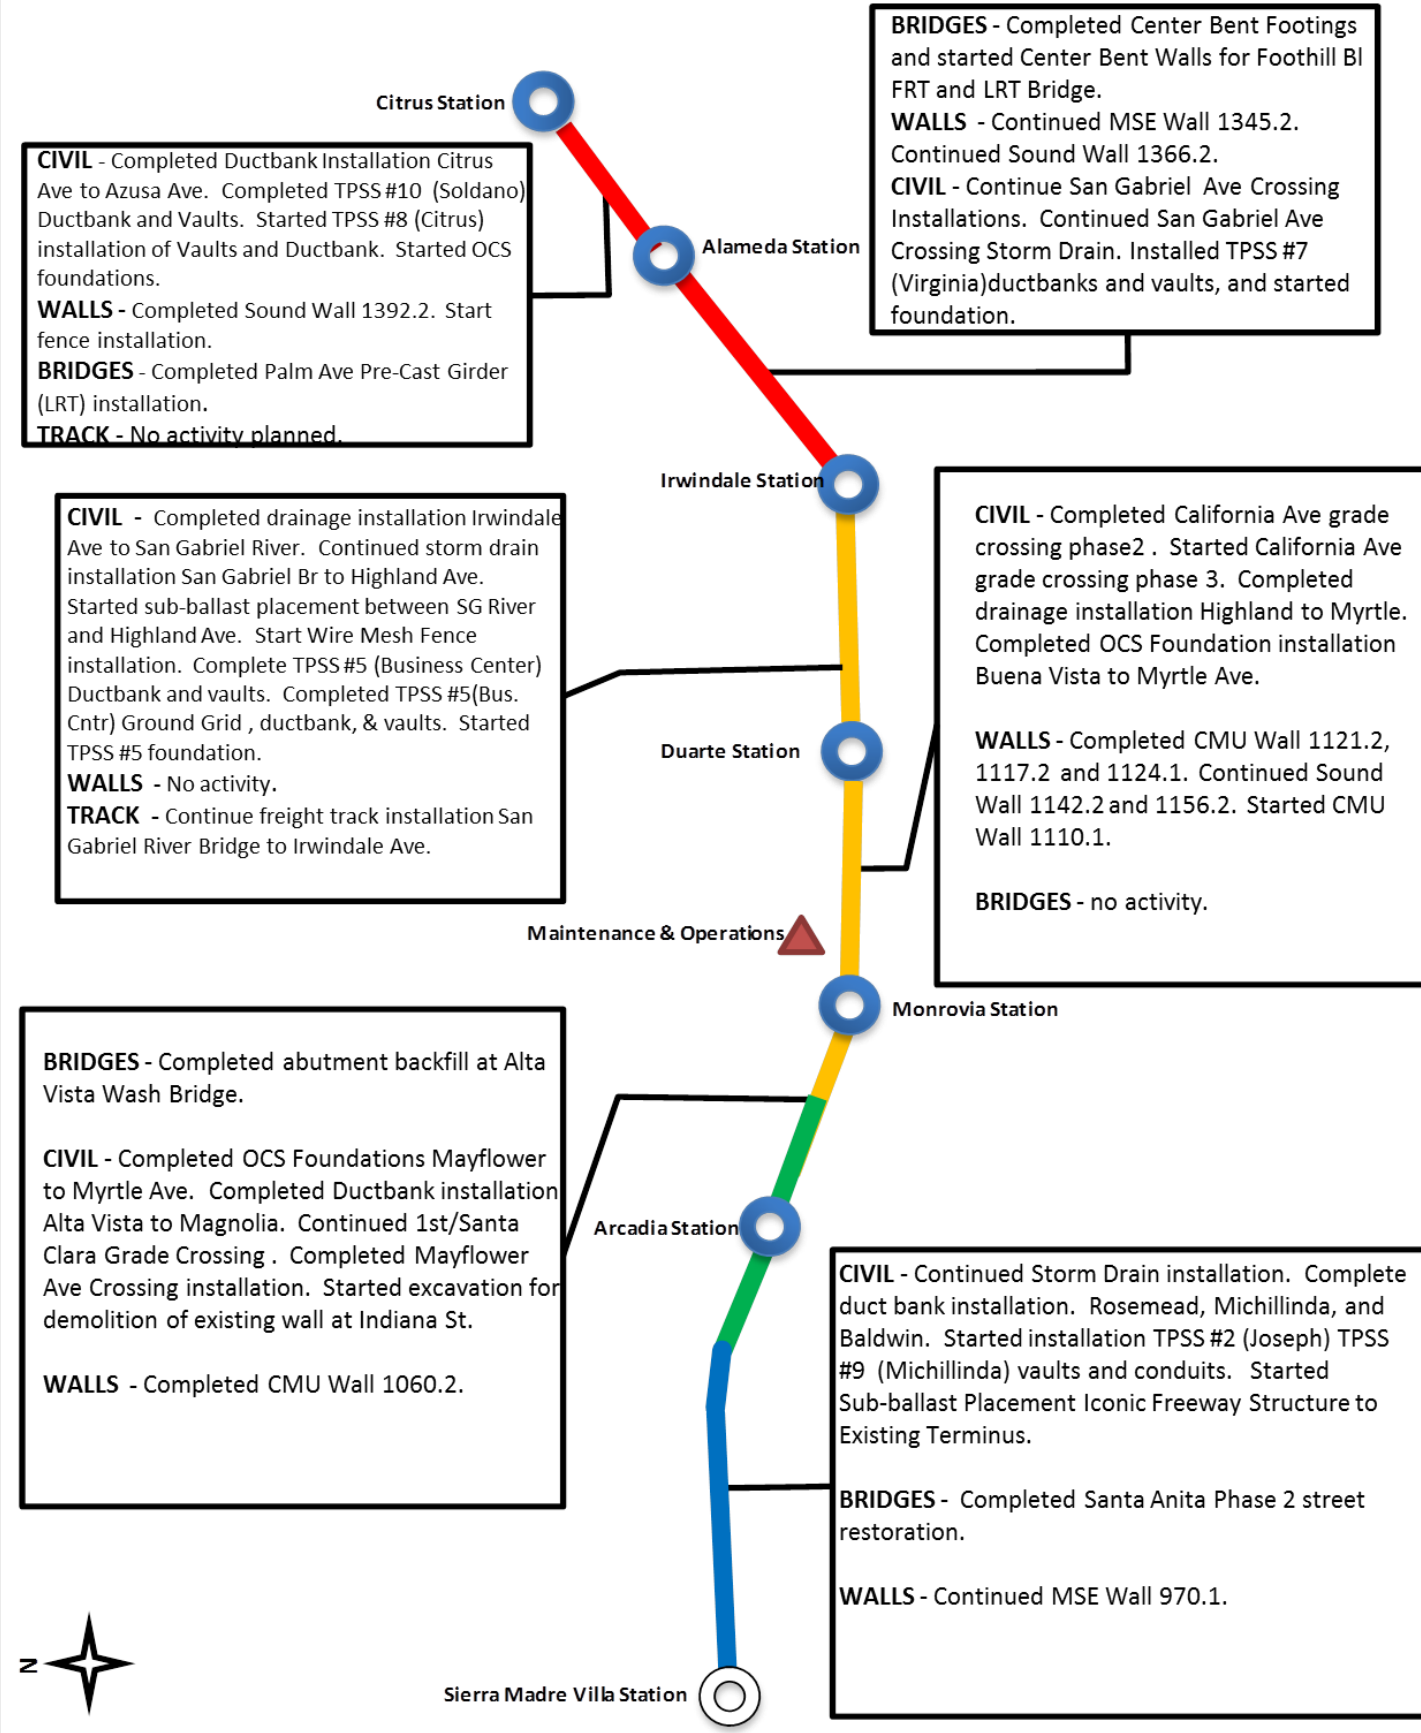 BRIDGES - Completed Center Bent Footings
and started Center Bent Walls for Foothill Bl
FRT and LRT Bridge.
WALLS - Continued MSE Wall 1345.2.
Continued Sound Wall 1366.2.
CIVIL - Continue San Gabriel Ave Crossing
Installations. Continued San Gabriel Ave
Crossing Storm Drain. Installed TPSS #7
(Virginia)ductbanks and vaults, and started
foundation.
Citrus Station
CIVIL - Completed Ductbank Installation Citrus
Ave to Azusa Ave. Completed TPSS #10 (Soldano)
Ductbank and Vaults. Started TPSS #8 (Citrus)
installation of Vaults and Ductbank. Started OCS
foundations.
WALLS - Completed Sound Wall 1392.2. Start
fence installation.
BRIDGES - Completed Palm Ave Pre-Cast Girder
(LRT) installation.
TRACK - No activity planned.
Alameda Station
Irwindale Station
CIVIL - Completed drainage installation Irwindale
Ave to San Gabriel River. Continued storm drain
installation San Gabriel Br to Highland Ave.
Started sub-ballast placement between SG River
and Highland Ave. Start Wire Mesh Fence
installation. Complete TPSS #5 (Business Center)
Ductbank and vaults. Completed TPSS #5(Bus.
Cntr) Ground Grid , ductbank, & vaults. Started
TPSS #5 foundation.
WALLS - No activity.
TRACK - Continue freight track installation San
Gabriel River Bridge to Irwindale Ave.
CIVIL - Completed California Ave grade
crossing phase2 . Started California Ave
grade crossing phase 3. Completed
drainage installation Highland to Myrtle.
Completed OCS Foundation installation
Buena Vista to Myrtle Ave.
WALLS - Completed CMU Wall 1121.2,
1117.2 and 1124.1. Continued Sound
Wall 1142.2 and 1156.2. Started CMU
Wall 1110.1.
BRIDGES - no activity.
Duarte Station
Maintenance & Operations
Monrovia Station
BRIDGES - Completed abutment backfill at Alta
Vista Wash Bridge.
CIVIL - Completed OCS Foundations Mayflower
to Myrtle Ave. Completed Ductbank installation
Alta Vista to Magnolia. Continued 1st/Santa
Clara Grade Crossing . Completed Mayflower
Ave Crossing installation. Started excavation for
demolition of existing wall at Indiana St.
WALLS - Completed CMU Wall 1060.2.
Arcadia Station
CIVIL - Continued Storm Drain installation. Complete
duct bank installation. Rosemead, Michillinda, and
Baldwin. Started installation TPSS #2 (Joseph) TPSS
#9 (Michillinda) vaults and conduits. Started
Sub-ballast Placement Iconic Freeway Structure to
Existing Terminus.
BRIDGES - Completed Santa Anita Phase 2 street
restoration.
WALLS - Continued MSE Wall 970.1.
N
Sierra Madre Villa Station